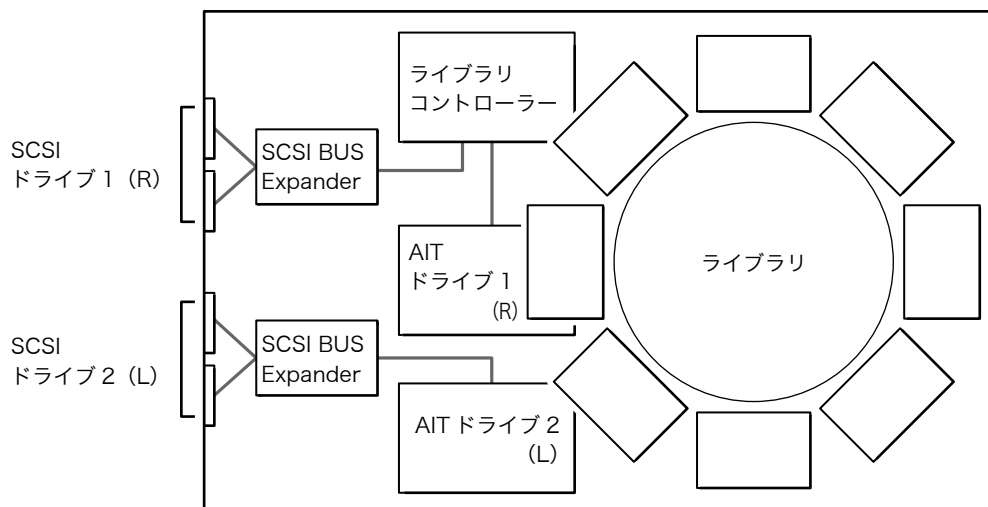 ライブラリ
コントローラー
SCSI
ドライブ 1（R）
SCSI BUS
Expander
AIT
ドライブ 1
(R)
ライブラリ
SCSI
ドライブ 2（L）
SCSI BUS
Expander
AIT ドライブ 2
（L）